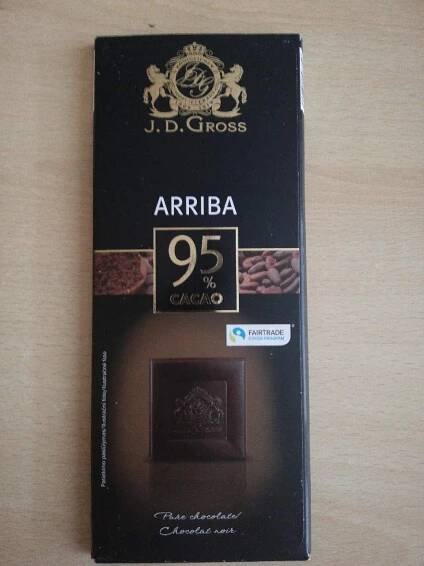 J. D. GROSS
ARRIBA
95
%
CACAO
FAIRTRADE
Pure chocolate/
Chocolat noir